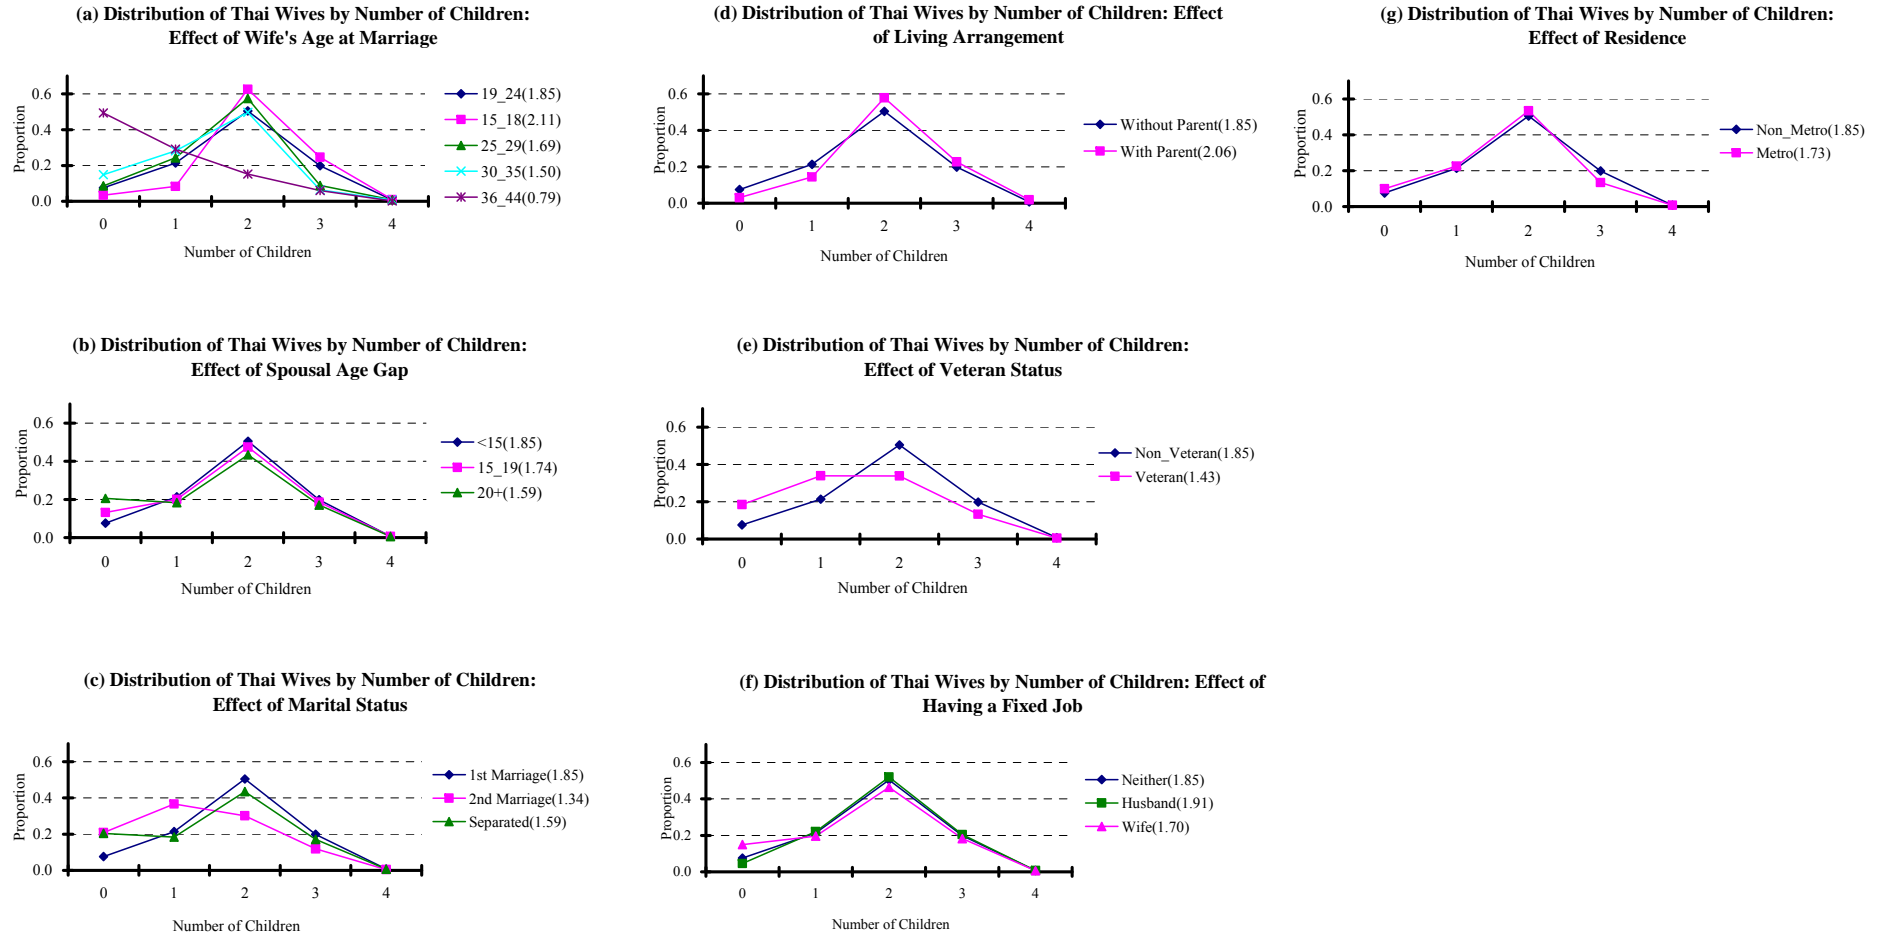 (a) Distribution of Thai Wives by Number of Children:
Effect of Wife's Age at Marriage
Proportion
0.6
0.4
0.2
0.0
0 1 2 3 4
Number of Children
19_24(1.85)
15_18(2.11)
25_29(1.69)
30_35(1.50)
36_44(0.79)
(b) Distribution of Thai Wives by Number of Children:
Effect of Spousal Age Gap
Proportion
0.6
0.4
0.2
0.0
0 1 2 3 4
Number of Children
<15(1.85)
15_19(1.74)
20+(1.59)
(c) Distribution of Thai Wives by Number of Children:
Effect of Marital Status
Proportion
0.6
0.4
0.2
0.0
0 1 2 3 4
Number of Children
1st Marriage(1.85)
2nd Marriage(1.34)
Separated(1.59)
(d) Distribution of Thai Wives by Number of Children: Effect
of Living Arrangement
Proportion
0.6
0.4
0.2
0.0
0 1 2 3 4
Number of Children
Without Parent(1.85)
With Parent(2.06)
(e) Distribution of Thai Wives by Number of Children:
Effect of Veteran Status
Proportion
0.6
0.4
0.2
0.0
0 1 2 3 4
Number of Children
Non_Veteran(1.85)
Veteran(1.43)
(f) Distribution of Thai Wives by Number of Children: Effect of
Having a Fixed Job
Proportion
0.6
0.4
0.2
0.0
0 1 2 3 4
Number of Children
Neither(1.85)
Husband(1.91)
Wife(1.70)
(g) Distribution of Thai Wives by Number of Children:
Effect of Residence
Proportion
0.6
0.4
0.2
0.0
0 1 2 3 4
Number of Children
Non_Metro(1.85)
Metro(1.73)